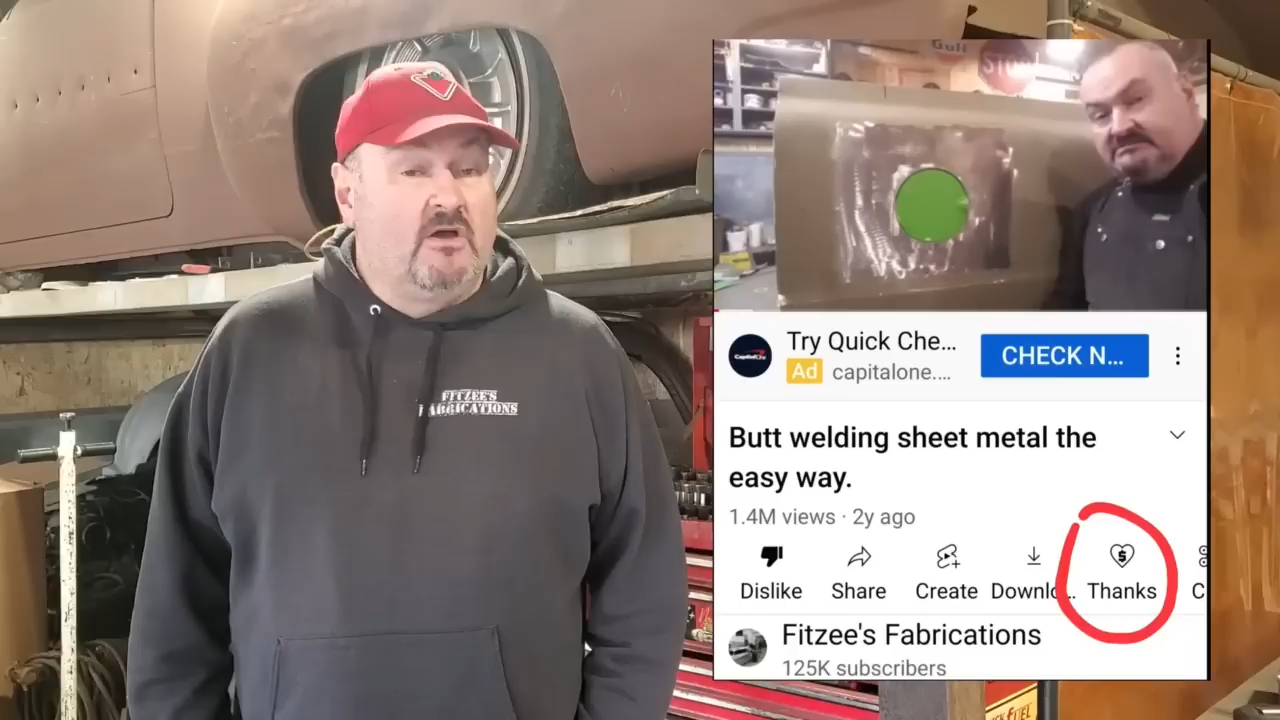 FITZEE'S
FABRICATIONS
Gulf
Try Quick Che...
CHECK N...
Ad capitalone....
Butt welding sheet metal the
easy way.
1.4M views · 2y ago
Dislike
Share
Create
Downlo...
Thanks
C
Fitzee's Fabrications
125K subscribers